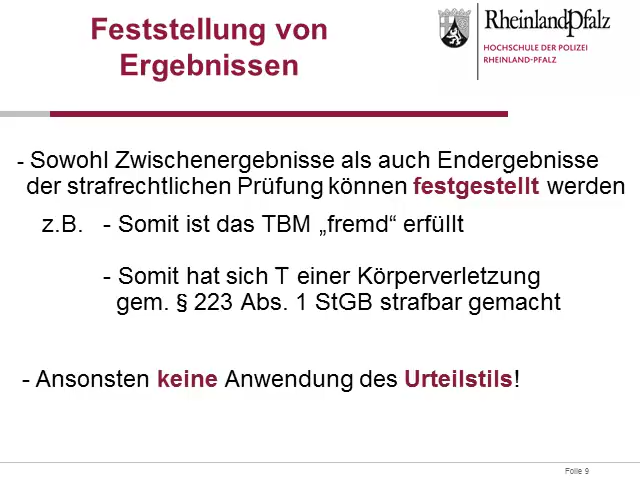 Feststellung von
Ergebnissen
RheinlandPfalz
HOCHSCHULE DER POLIZEI
RHEINLAND-PFALZ
- Sowohl Zwischenergebnisse als auch Endergebnisse
der strafrechtlichen Prüfung können festgestellt werden
z.B. - Somit ist das TBM „fremd“ erfüllt
- Somit hat sich T einer Körperverletzung
gem. § 223 Abs. 1 StGB strafbar gemacht
- Ansonsten keine Anwendung des Urteilstils!
Folie 9